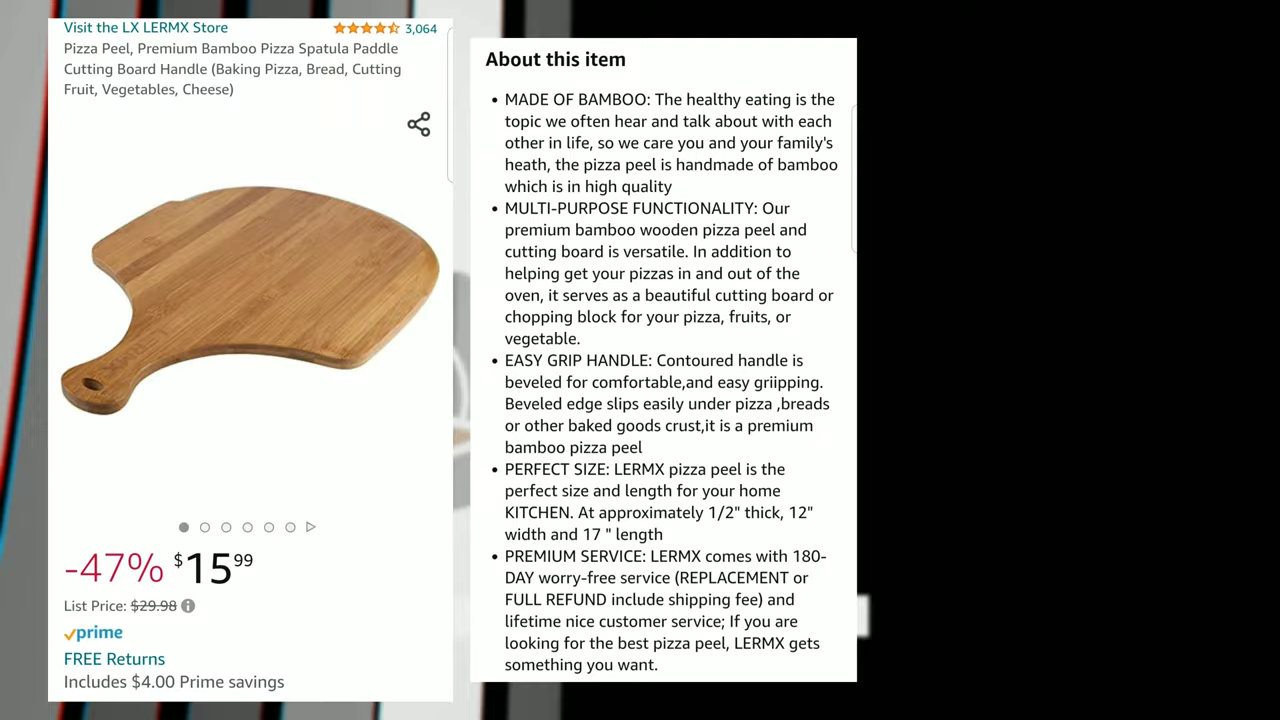 Visit the LX LERMX Store
3,064
Pizza Peel, Premium Bamboo Pizza Spatula Paddle
Cutting Board Handle (Baking Pizza, Bread, Cutting
Fruit, Vegetables, Cheese)
-47% $15 99
List Price: $29.98
prime
FREE Returns
Includes $4.00 Prime savings
About this item
• MADE OF BAMBOO: The healthy eating is the
topic we often hear and talk about with each
other in life, so we care you and your family's
heath, the pizza peel is handmade of bamboo
which is in high quality
• MULTI-PURPOSE FUNCTIONALITY: Our
premium bamboo wooden pizza peel and
cutting board is versatile. In addition to
helping get your pizzas in and out of the
oven, it serves as a beautiful cutting board or
chopping block for your pizza, fruits, or
vegetable.
• EASY GRIP HANDLE: Contoured handle is
beveled for comfortable,and easy griipping.
Beveled edge slips easily under pizza ,breads
or other baked goods crust,it is a premium
bamboo pizza peel
• PERFECT SIZE: LERMX pizza peel is the
perfect size and length for your home
KITCHEN. At approximately 1/2" thick, 12"
width and 17 " length
• PREMIUM SERVICE: LERMX comes with 180-
DAY worry-free service (REPLACEMENT or
FULL REFUND include shipping fee) and
lifetime nice customer service; If you are
looking for the best pizza peel, LERMX gets
something you want.